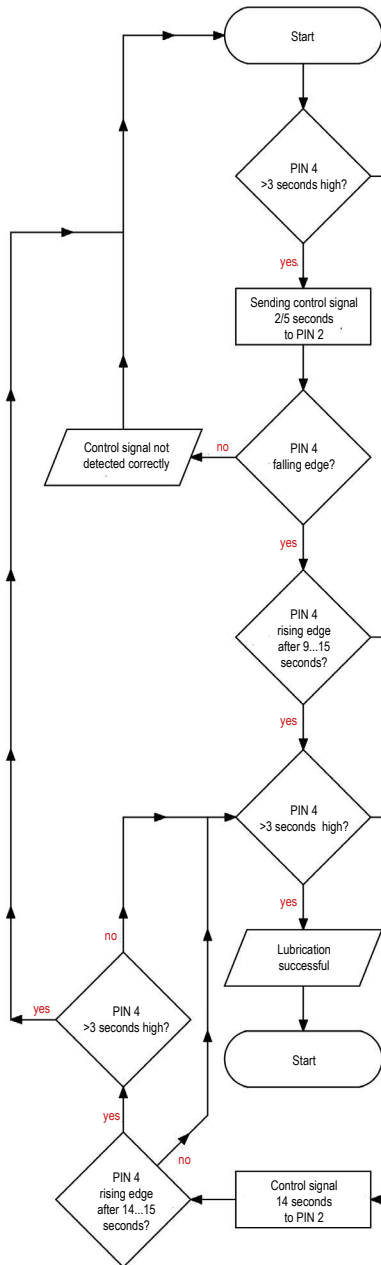 Start
PIN 4
>3 seconds high?
yes
Sending control signal
2/5 seconds
to PIN 2
PIN 4
falling edge?
no
Control signal not
detected correctly
yes
PIN 4
rising edge
after 9...15
seconds?
yes
PIN 4
>3 seconds high?
yes
Lubrication
successful
Start
no
PIN 4
>3 seconds high?
yes
yes
PIN 4
rising edge
after 14...15
seconds?
no
Control signal
14 seconds
to PIN 2